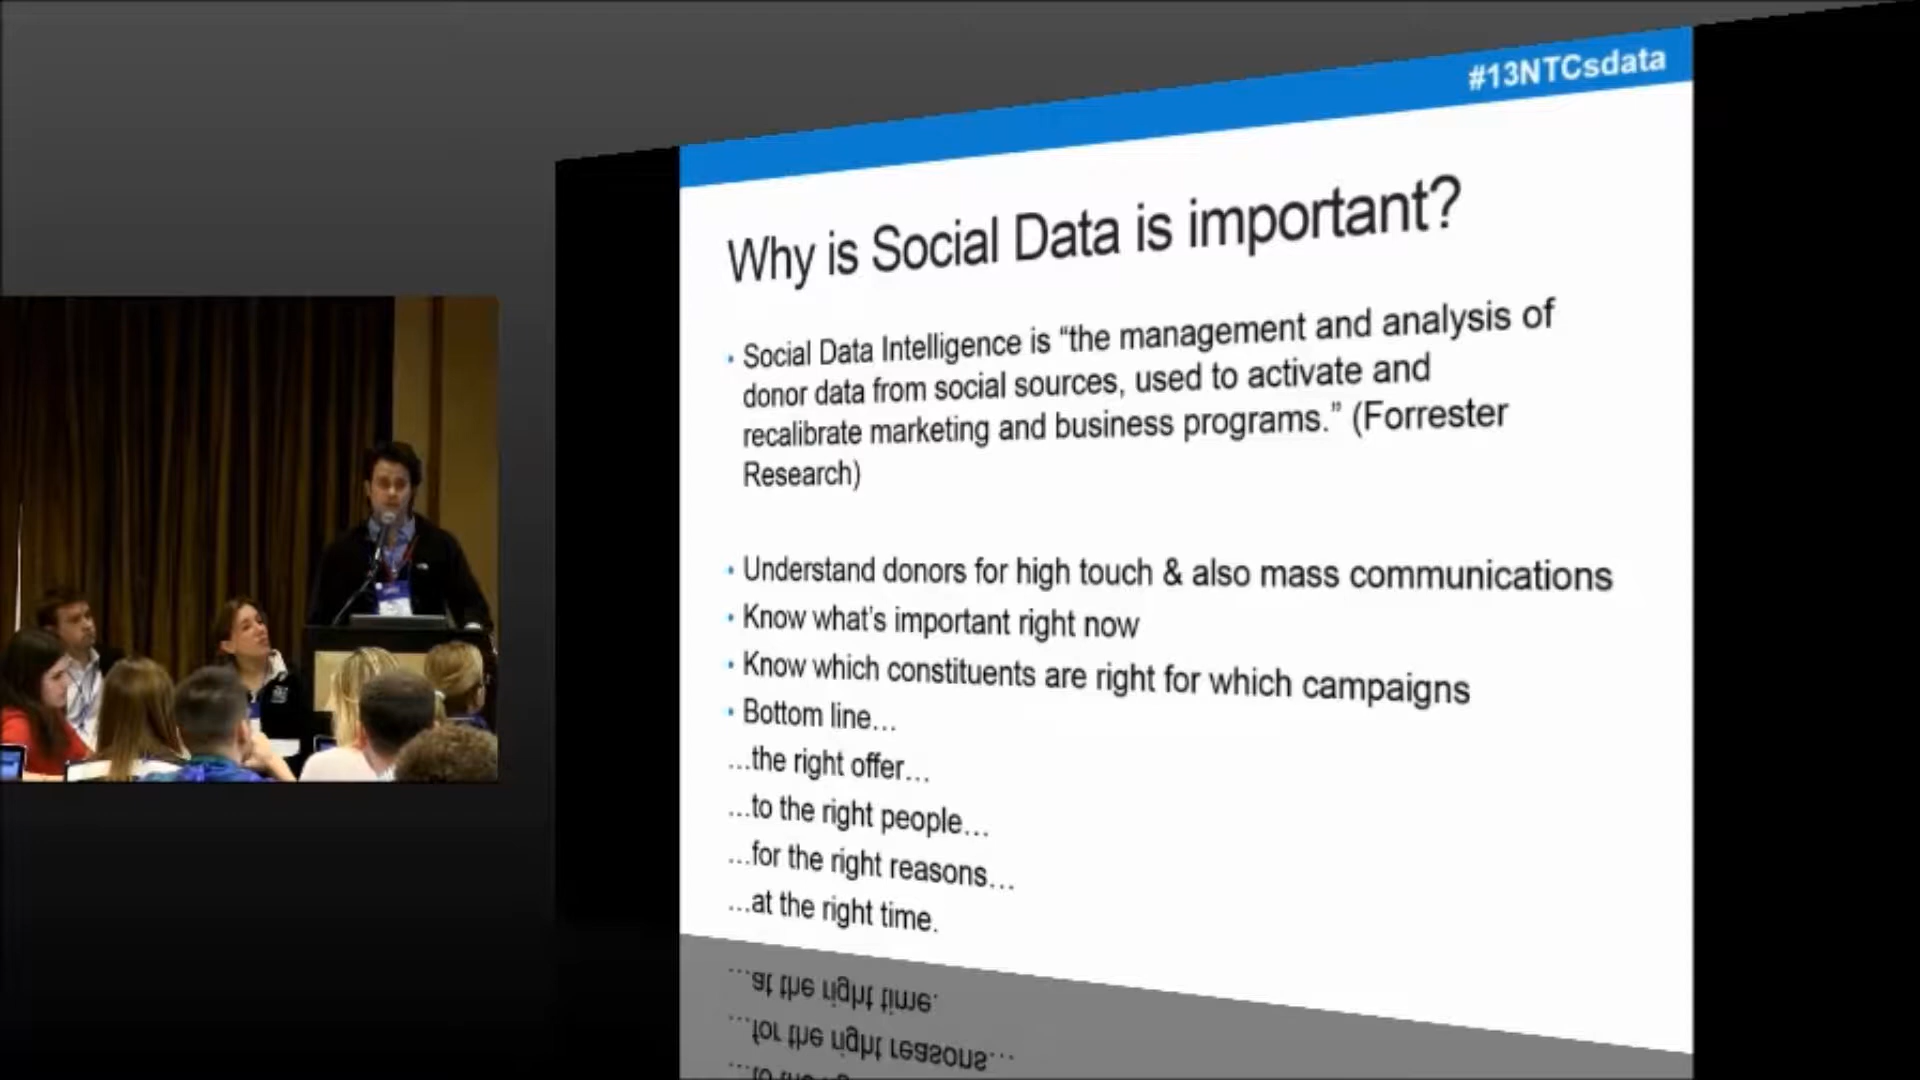 #13NTCsdata
Why is Social Data is important?
• Social Data Intelligence is “the management and analysis of
donor data from social sources, used to activate and
recalibrate marketing and business programs.” (Forrester
Research)
• Understand donors for high touch & also mass communications
• Know what’s important right now
• Know which constituents are right for which campaigns
• Bottom line…
…the right offer…
…to the right people…
…for the right reasons…
…at the right time.